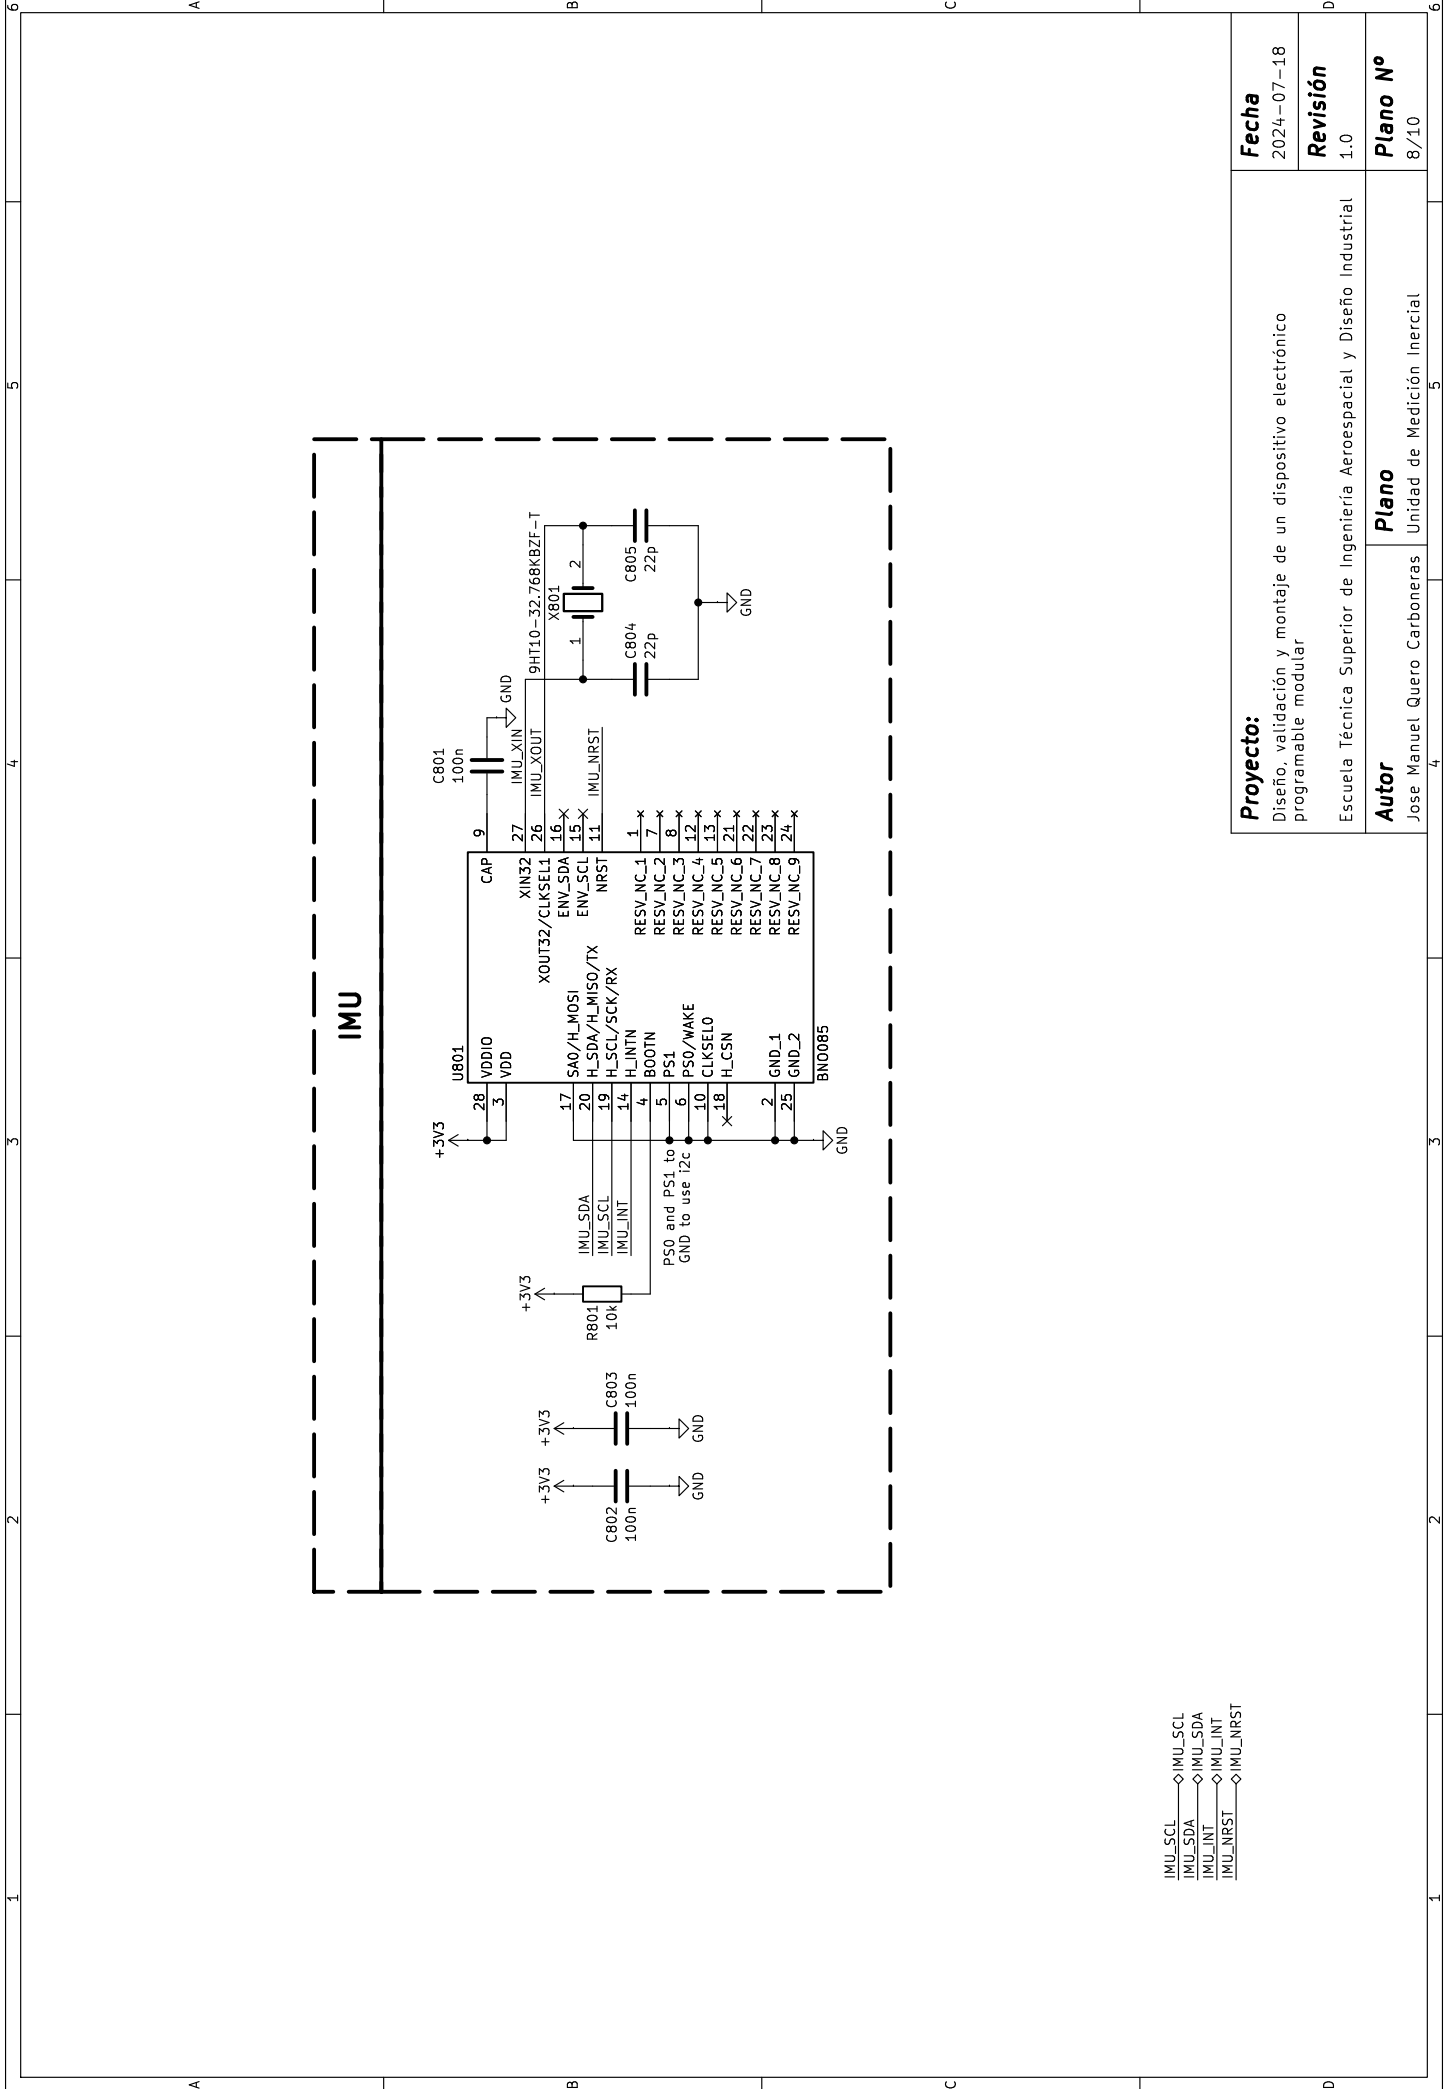 1
2
3
4
5
6
A
B
C
D
IMU
+3V3
C802
100n
GND
+3V3
C803
100n
GND
+3V3
R801
10k
+3V3
IMU_SDA
IMU_SCL
IMU_INT
PS0 and PS1 to
GND to use i2c
GND
U801
28 VDDIO
3 VDD
17 SA0/H_MOSI
20 H_SDA/H_MISO/TX
19 H_SCL/SCK/RX
14 H_INTN
4 BOOTN
5 PS1
6 PS0/WAKE
10 CLKSEL0
18 H_CSN
2 GND_1
25 GND_2
BNO085
CAP 9
XIN32 27
XOUT32/CLKSEL1 26
ENV_SDA 16
ENV_SCL 15
NRST 11
RESV_NC_1 1
RESV_NC_2 7
RESV_NC_3 8
RESV_NC_4 12
RESV_NC_5 13
RESV_NC_6 21
RESV_NC_7 22
RESV_NC_8 23
RESV_NC_9 24
C801
100n
GND
IMU_XIN
IMU_XOUT
IMU_NRST
9HT10-32.768KBZF-T
X801
1 2
C804
22p
C805
22p
GND
IMU_SCL IMU_SCL
IMU_SDA IMU_SDA
IMU_INT IMU_INT
IMU_NRST IMU_NRST
Proyecto:
Diseño, validación y montaje de un dispositivo electrónico
programable modular
Escuela Técnica Superior de Ingeniería Aeroespacial y Diseño Industrial
Fecha
2024-07-18
Revisión
1.0
Autor
Jose Manuel Quero Carboneras
Plano
Unidad de Medición Inercial
Plano Nº
8/10
1
2
3
4
5
6
A
B
C
D